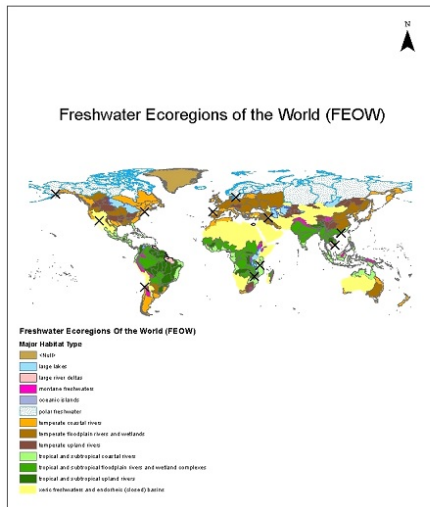 N
Freshwater Ecoregions of the World (FEOW)
Freshwater Ecoregions Of the World (FEOW)
Major Habitat Type
<Null>
large lakes
large river deltas
montane freshwaters
oceanic islands
polar freshwater
temperate coastal rivers
temperate floodplain rivers and wetlands
temperate upland rivers
tropical and subtropical coastal rivers
tropical and subtropical floodplain rivers and wetland complexes
tropical and subtropical upland rivers
xeric freshwaters and endorheic (closed) basins